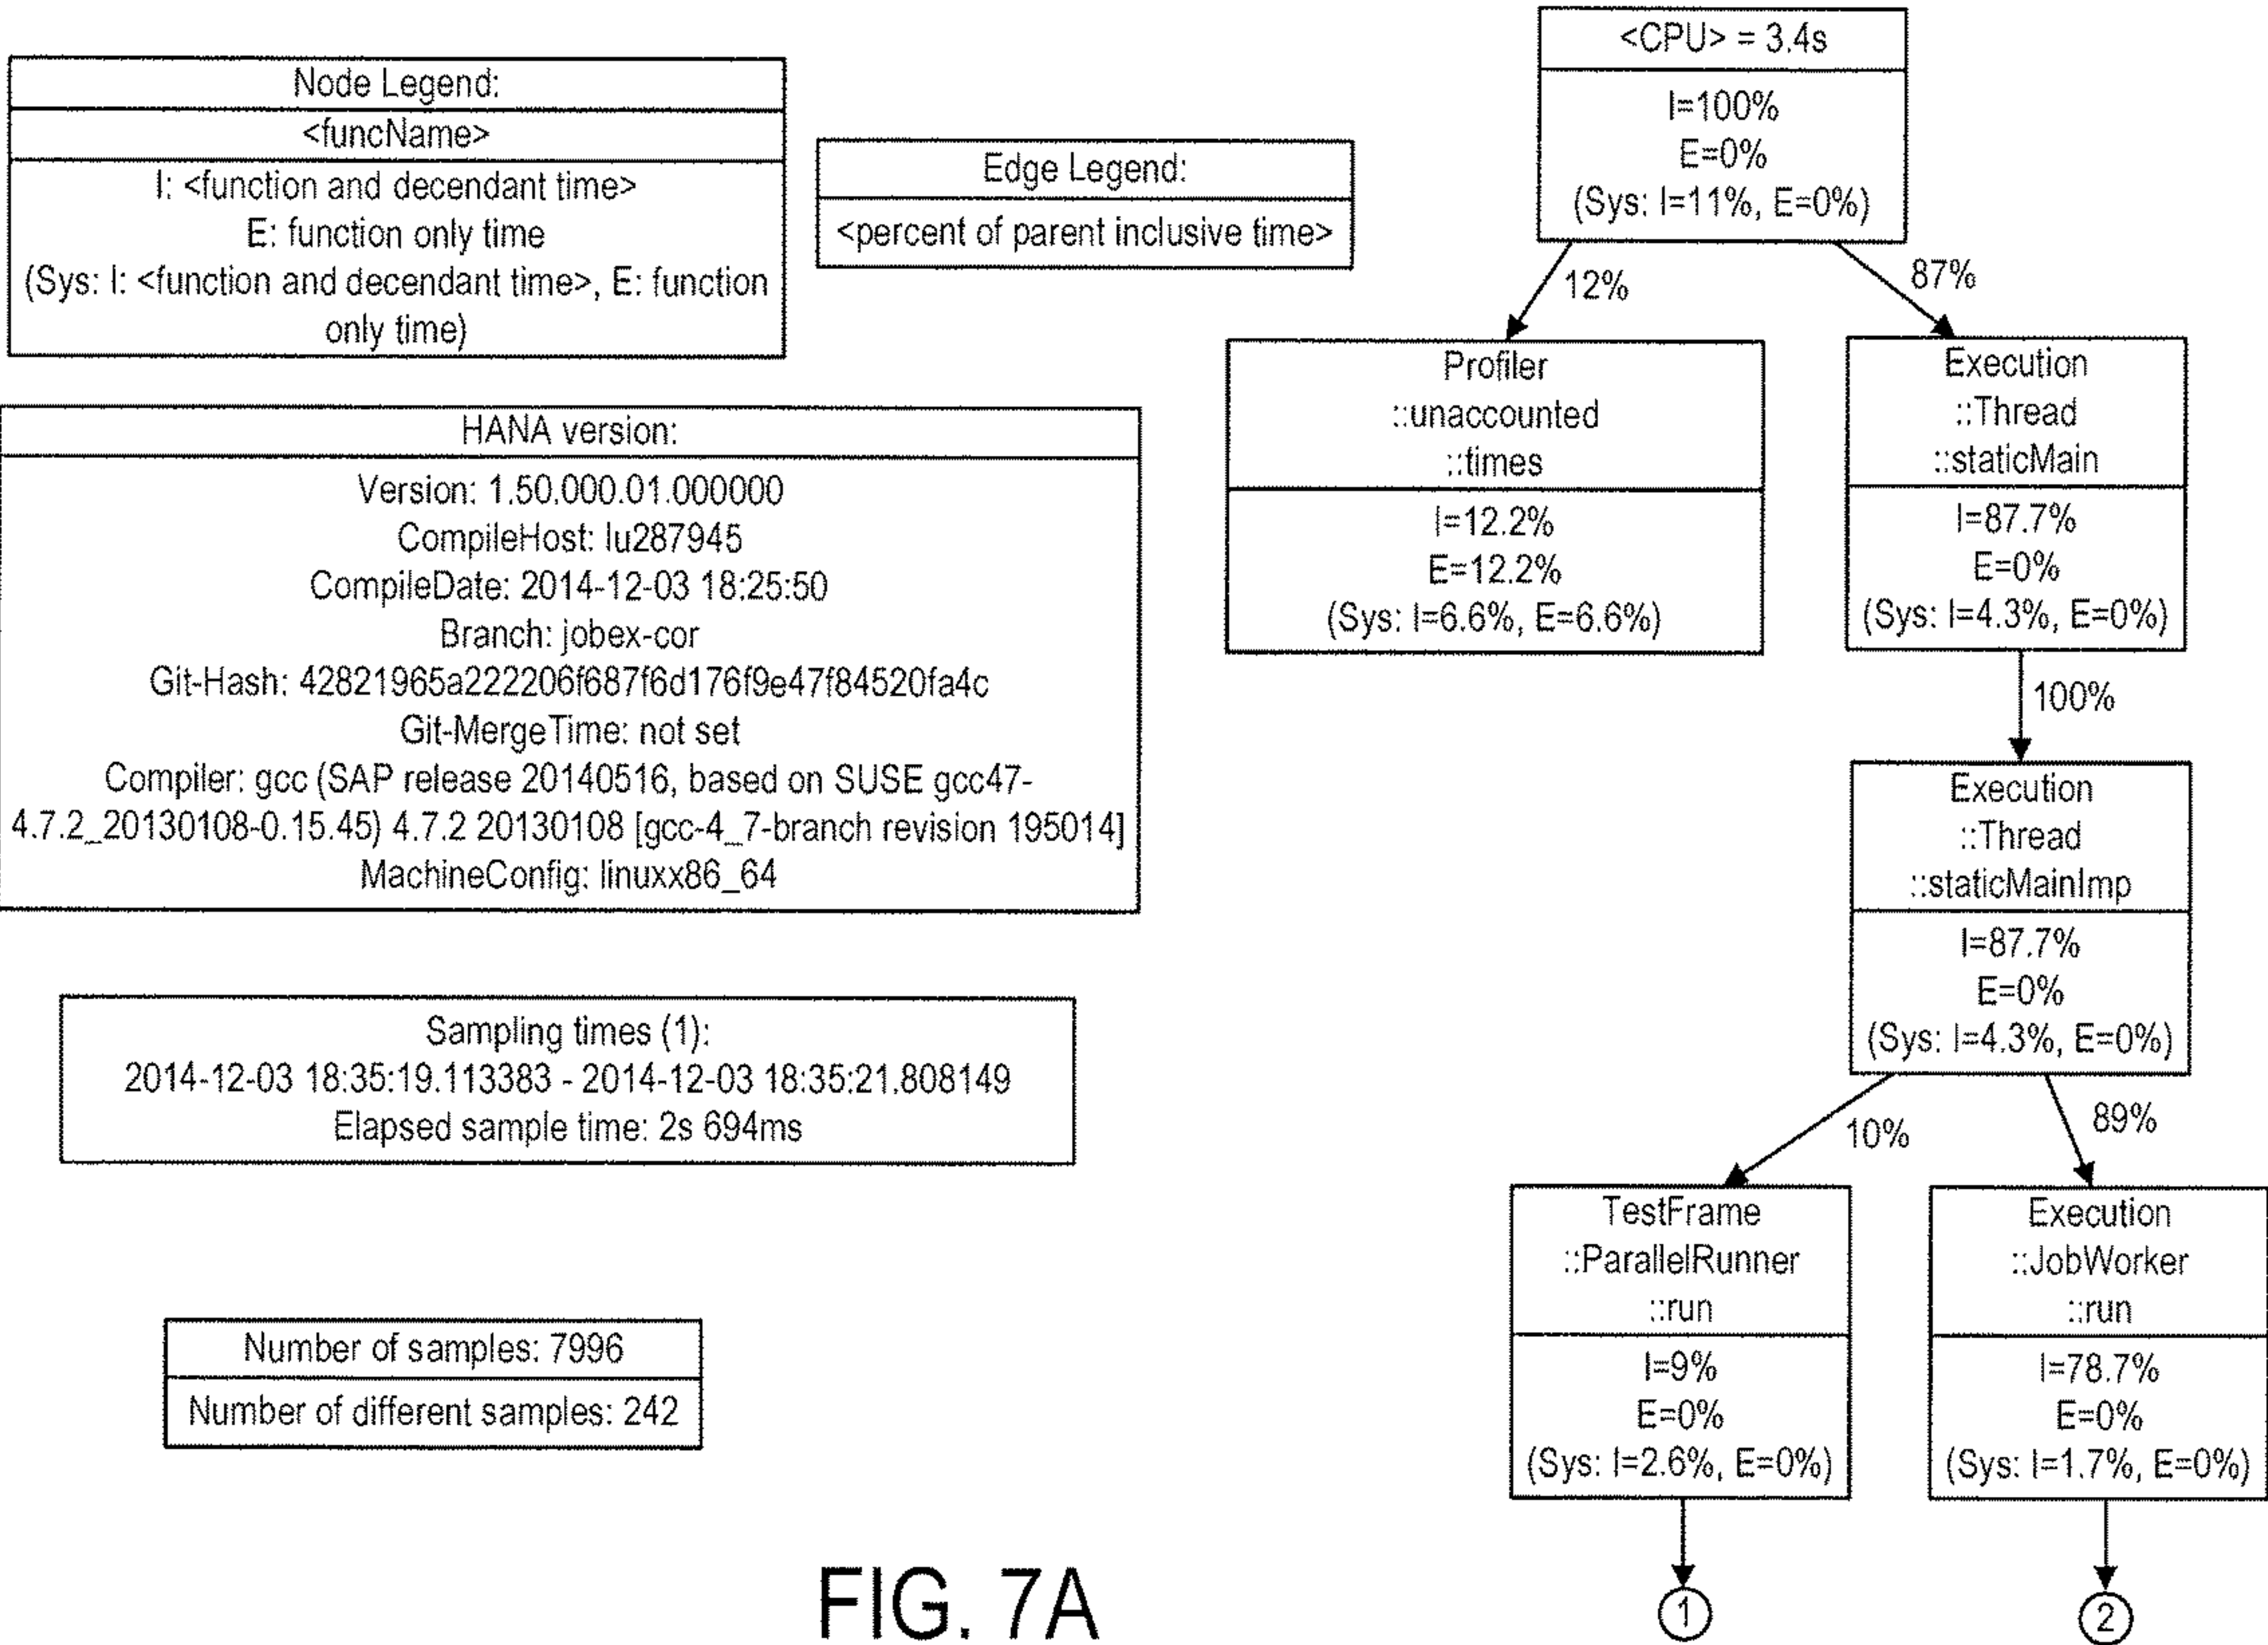 Node Legend:
<funcName>
I: <function and decendant time>
E: function only time
(Sys: I: <function and decendant time>, E: function
only time)
Edge Legend:
<percent of parent inclusive time>
HANA version:
Version: 1.50.000.01.000000
CompileHost: lu287945
CompileDate: 2014-12-03 18:25:50
Branch: jobex-cor
Git-Hash: 42821965a222206f687f6d176f9e47f84520fa4c
Git-MergeTime: not set
Compiler: gcc (SAP release 20140516, based on SUSE gcc47-
4.7.2_20130108-0.15.45) 4.7.2 20130108 [gcc-4_7-branch revision 195014]
MachineConfig: linuxx86_64
Sampling times (1):
2014-12-03 18:35:19.113383 - 2014-12-03 18:35:21.808149
Elapsed sample time: 2s 694ms
Number of samples: 7996
Number of different samples: 242
<CPU> = 3.4s
I=100%
E=0%
(Sys: I=11%, E=0%)
12%
87%
Profiler
::unaccounted
::times
I=12.2%
E=12.2%
(Sys: I=6.6%, E=6.6%)
Execution
::Thread
::staticMain
I=87.7%
E=0%
(Sys: I=4.3%, E=0%)
100%
Execution
::Thread
::staticMainImp
I=87.7%
E=0%
(Sys: I=4.3%, E=0%)
10%
89%
TestFrame
::ParallelRunner
::run
I=9%
E=0%
(Sys: I=2.6%, E=0%)
1
Execution
::JobWorker
::run
I=78.7%
E=0%
(Sys: I=1.7%, E=0%)
2
FIG. 7A